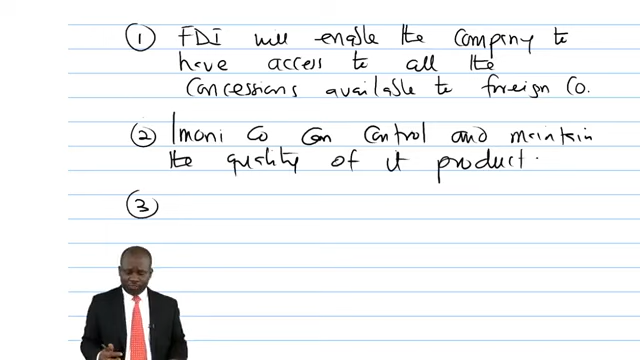 ① FDI will enable the Company to
have access to all the
Concessions available to foreign Co.
② Imani Co Can Control and maintain
the quality of it product.
③